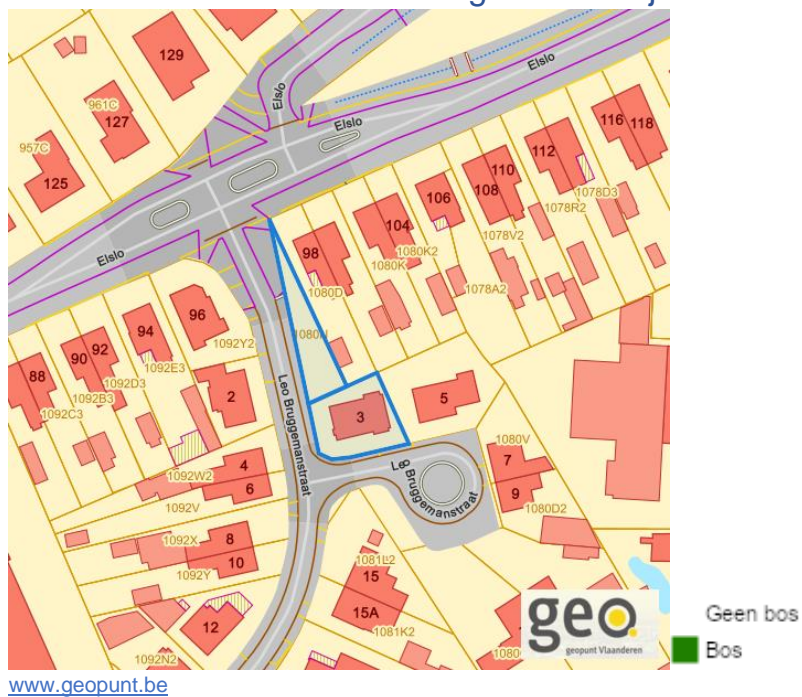 129
961C
127
957C
125
Elslo
Elslo
Elslo
Elslo
116
118
112
1078D3
110
108
1078R2
106
1078V2
104
1080K2
1080K
1078A2
98
1080D
96
1092Y2
94
1092E3
92
90
1092D3
1092B3
88
1092C3
2
Leo Bruggemanstraat
3
5
1080V
7
9
1080D2
Leo Bruggemanstraat
1092W2
4
6
1092V
1092X
8
10
1092Y
1081L2
15
15A
1081K2
12
1092N2
geo
geopunt Vlaanderen
Geen bos
Bos
www.geopunt.be